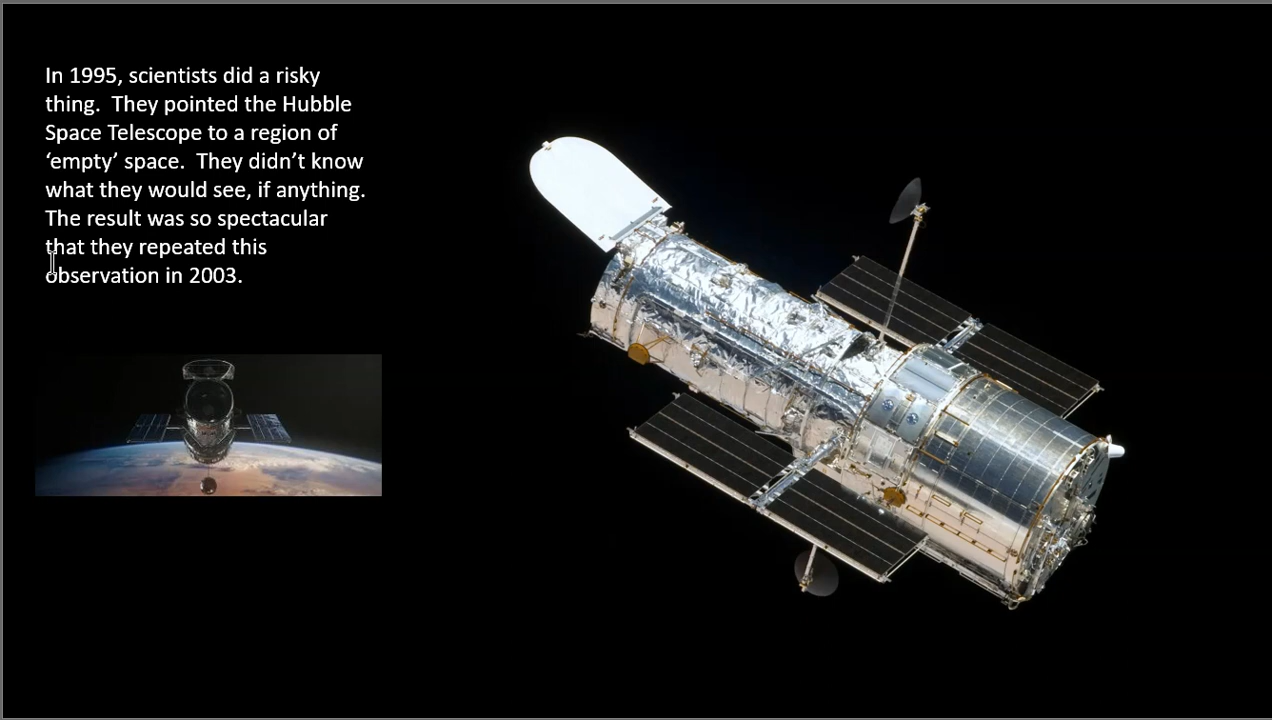 In 1995, scientists did a risky
thing.  They pointed the Hubble
Space Telescope to a region of
‘empty’ space.  They didn’t know
what they would see, if anything.
The result was so spectacular
that they repeated this
observation in 2003.